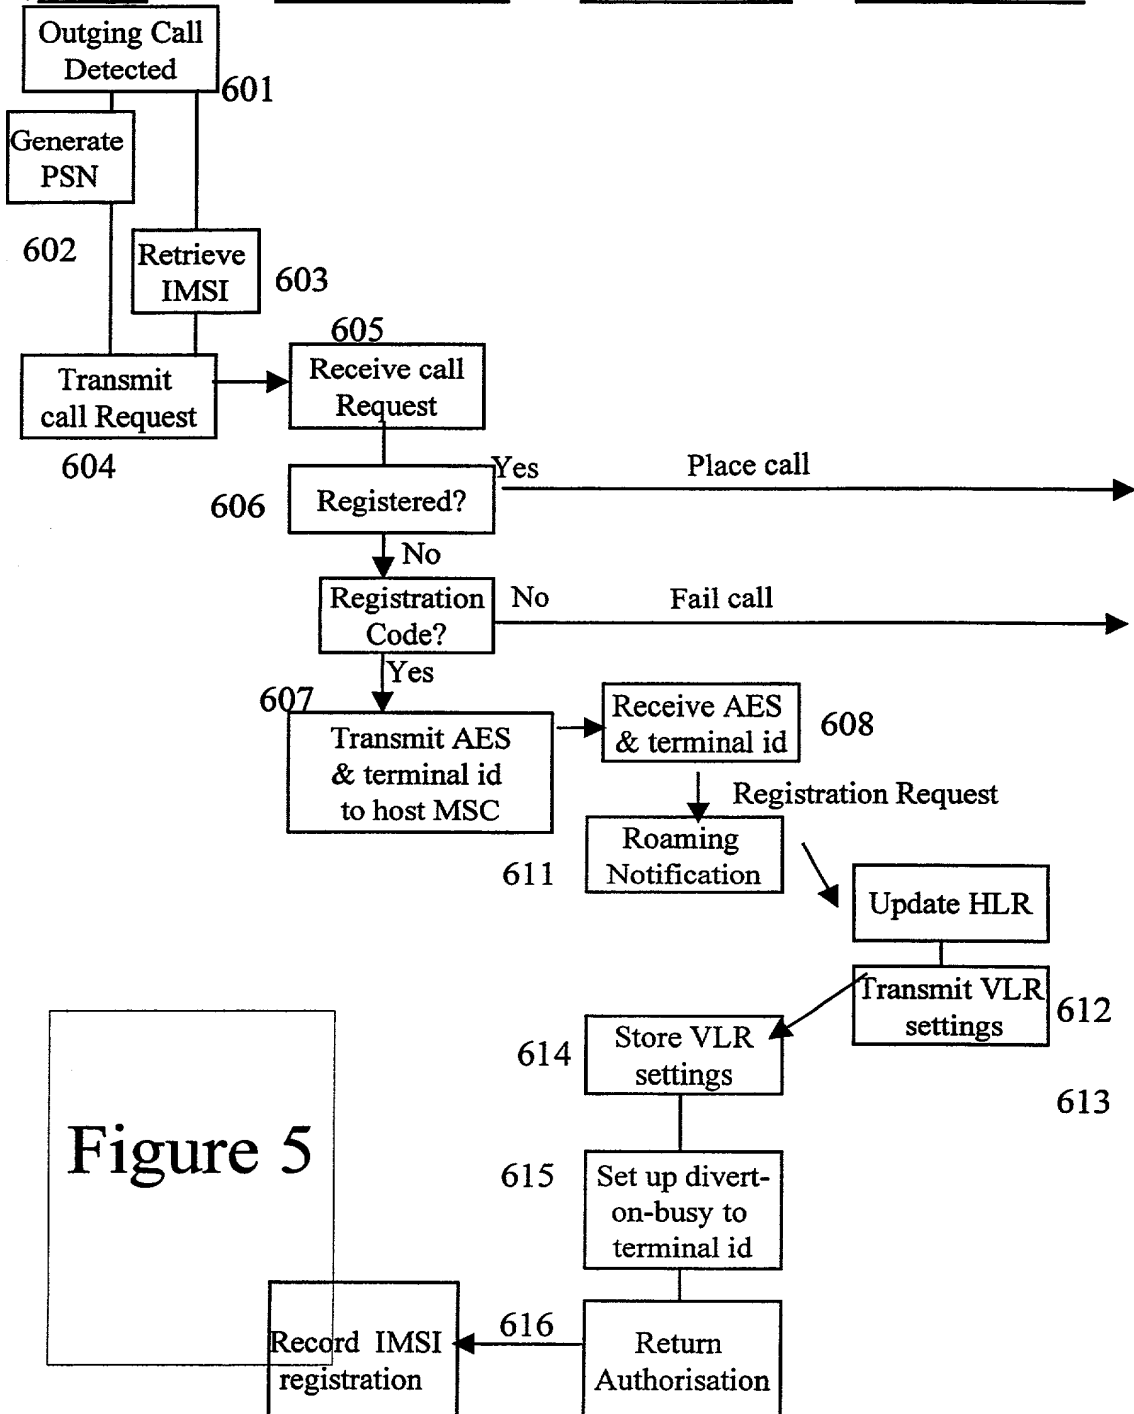 Outging Call
Detected
601
Generate
PSN
602
Retrieve
IMSI
603
605
Transmit
call Request
Receive call
Request
604
606
Registered?
Yes
Place call
No
Registration
Code?
No
Fail call
Yes
607
Transmit AES
& terminal id
to host MSC
Receive AES
& terminal id
608
Registration Request
Roaming
Notification
611
Update HLR
Transmit VLR
settings
612
614
Store VLR
settings
613
Figure 5
615
Set up divert-
on-busy to
terminal id
616
Record IMSI
registration
Return
Authorisation